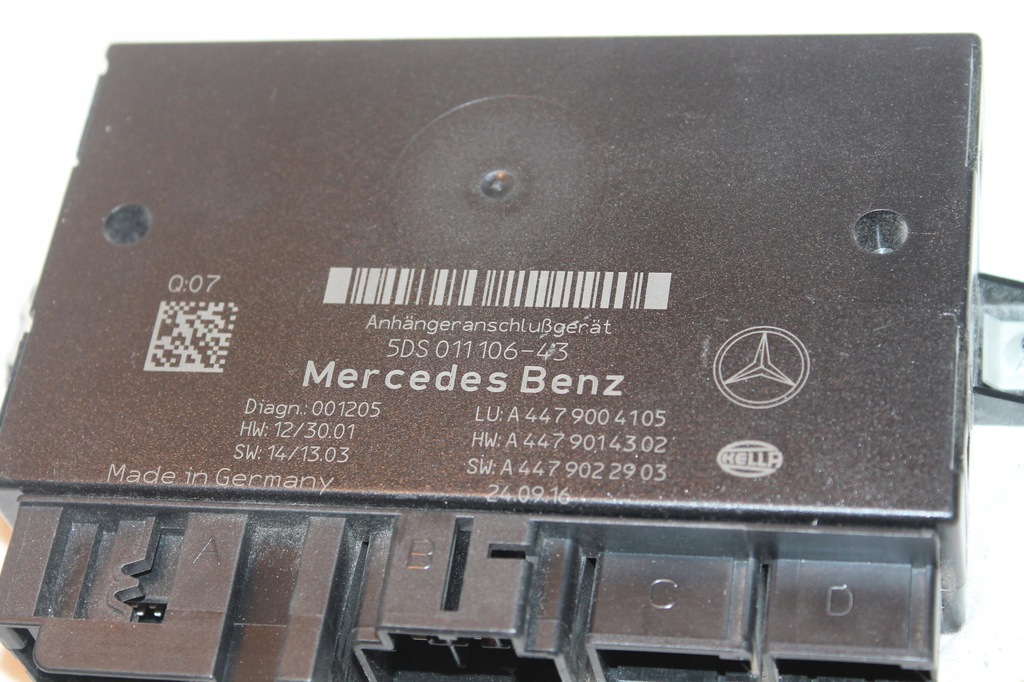 Q:07
Anhängeranschlußgerät
5DS 011 106-43
Mercedes Benz
Diagn.: 001205
HW: 12/30.01
SW: 14/13.03
Made in Germany
LU: A 447 900 41 05
HW: A 447 901 43 02
SW: A 447 902 29 03
24.09.16
HELLA
A
B
C
D